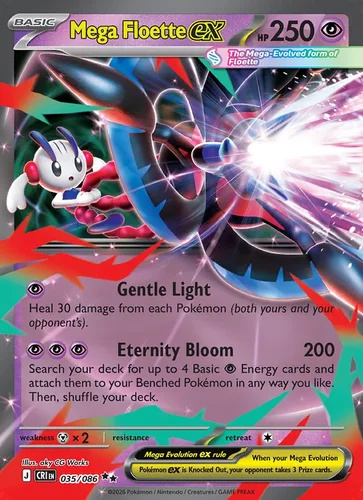 BASIC
Mega Floette ex HP 250
The Mega-Evolved form of
Floette
Gentle Light
Heal 30 damage from each Pokémon (both yours and your
opponent's).
Eternity Bloom 200
Search your deck for up to 4 Basic Energy cards and
attach them to your Benched Pokémon in any way you like.
Then, shuffle your deck.
weakness × 2 resistance retreat
Mega Evolution ex rule
When your Mega Evolution
Pokémon ex is Knocked Out, your opponent takes 3 Prize cards.
Illus. aky CG Works
J CRI EN 035/086
©2026 Pokémon / Nintendo / Creatures / GAME FREAK